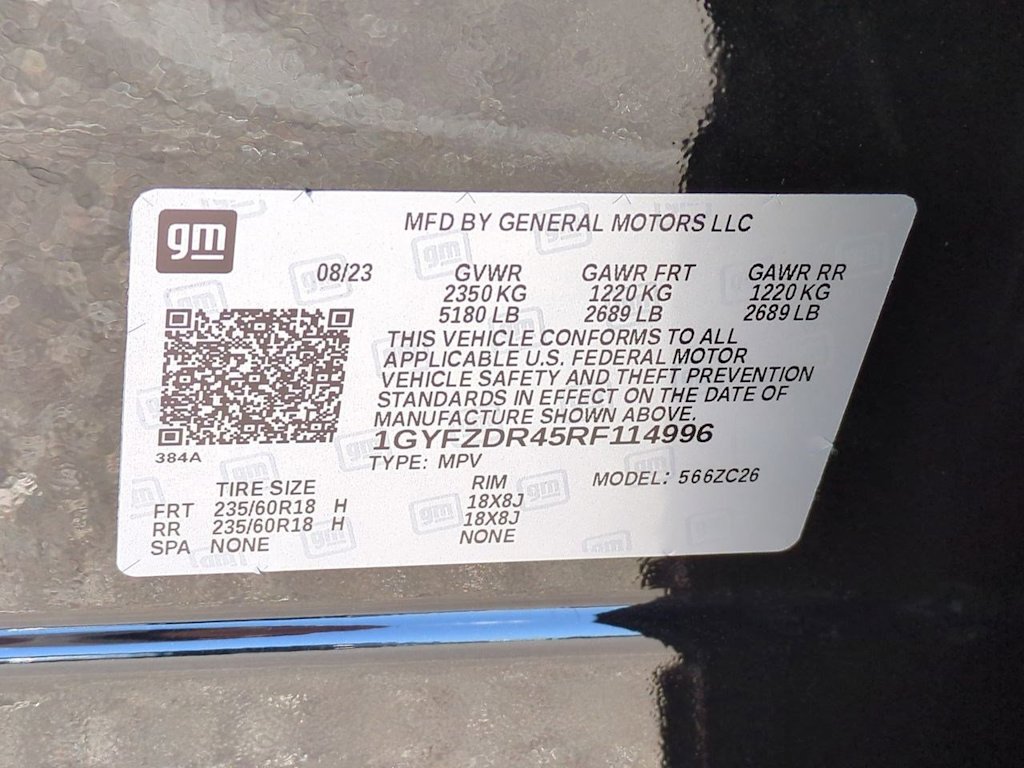 gm
MFD BY GENERAL MOTORS LLC
08/23 GVWR GAWR FRT GAWR RR
2350 KG 1220 KG 1220 KG
5180 LB 2689 LB 2689 LB
THIS VEHICLE CONFORMS TO ALL
APPLICABLE U.S. FEDERAL MOTOR
VEHICLE SAFETY AND THEFT PREVENTION
STANDARDS IN EFFECT ON THE DATE OF
MANUFACTURE SHOWN ABOVE.
1GYFZDR45RF114996
384A
TYPE: MPV MODEL: 566ZC26
TIRE SIZE RIM
FRT 235/60R18 H 18X8J
RR 235/60R18 H 18X8J
SPA NONE NONE